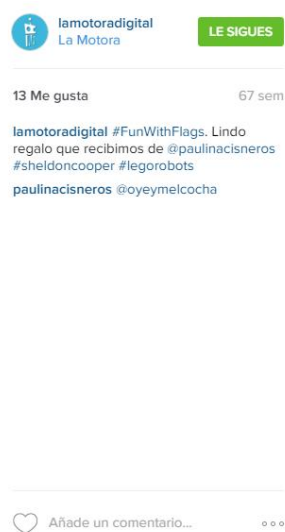 lamotoradigital
La Motora
LE SIGUES
13 Me gusta
67 sem
lamotoradigital #FunWithFlags. Lindo
regalo que recibimos de @paulinacisneros
#sheldoncooper #legorobots
paulinacisneros @oyeymelcocha
Añade un comentario...